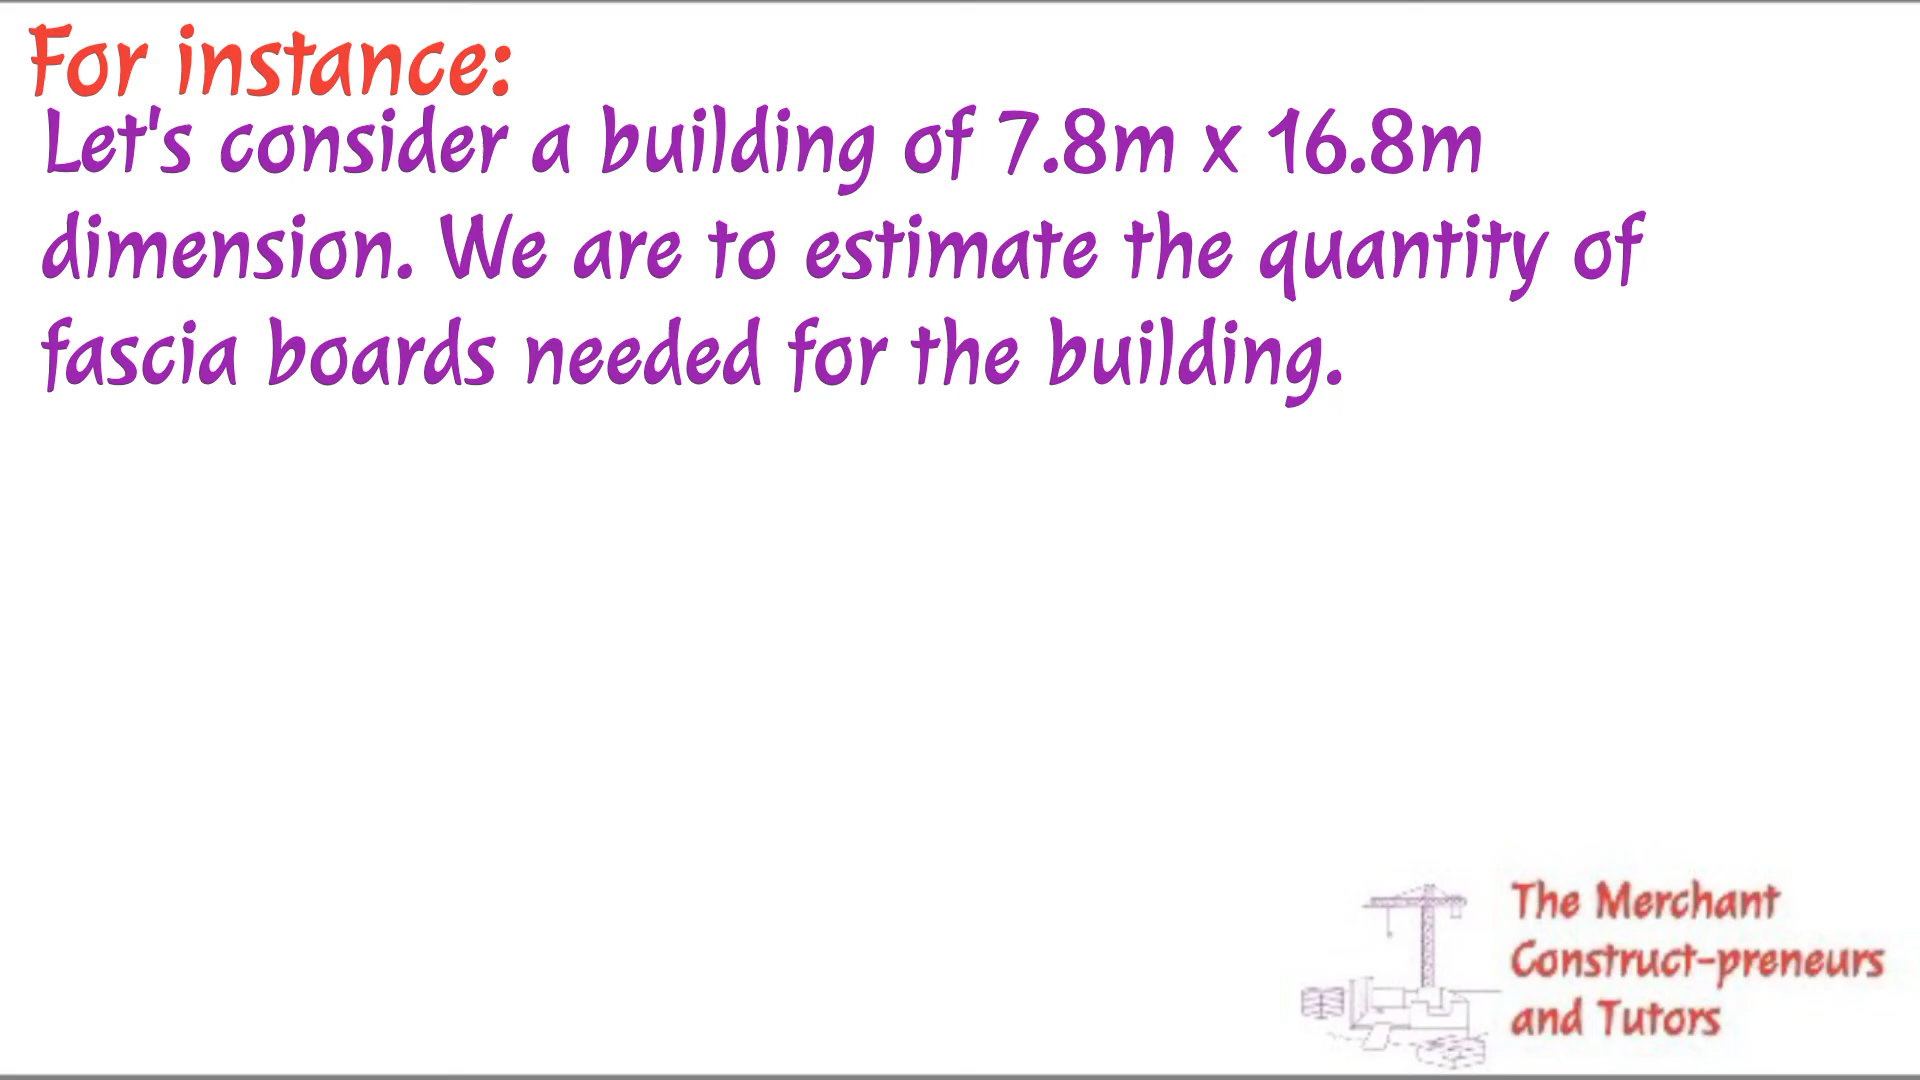 For instance:
Let's consider a building of 7.8m x 16.8m
dimension. We are to estimate the quantity of
fascia boards needed for the building.
The Merchant
Construct-preneurs
and Tutors